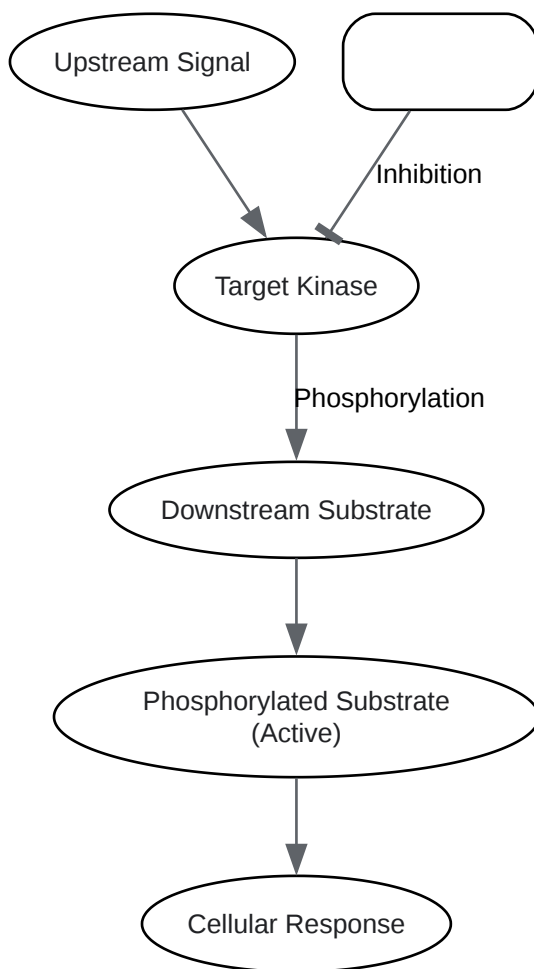 Upstream Signal
Inhibition
Target Kinase
Phosphorylation
Downstream Substrate
Phosphorylated Substrate
(Active)
Cellular Response